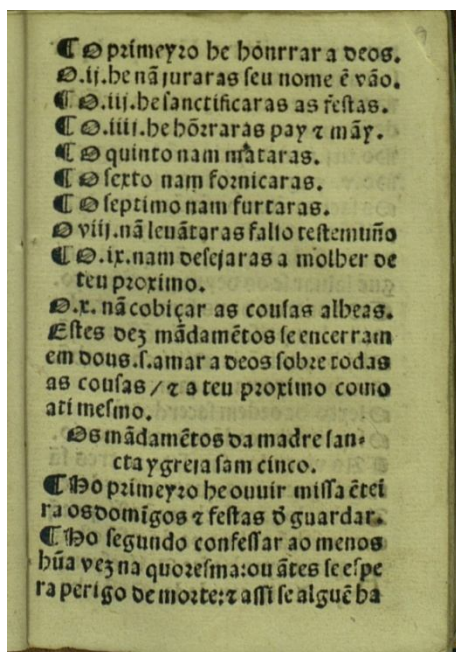 ¶ O primeyro he honrrar a deos.
O.ij.he nã juraras seu nome ẽ vão.
¶ O.iij.he sanctificaras as festas.
¶ O.iiij.he hõrraras pay ⁊ mãy.
¶ O quinto nam mataras.
¶ O sexto nam fornicaras.
¶ O septimo nam furtaras.
O viij.nã leuãtaras falso testemuño
¶ O.ix.nam desejaras a molher de
teu proximo.
O.x.nã cobiçar as cousas alheas.
Estes dez mãdamẽtos se encerram
em dous.s.amar a deos sobre todas
as cousas/⁊ a teu proximo como
ati mesmo.
Os mãdamẽtos da madre san-
cta ygreja sam cinco.
¶ Ho primeyro he ouuir missa ẽtei
ra os domĩgos ⁊ festas d̃ guardar.
¶ Ho segundo confessar ao menos
hũa vez na quoresma:ou ãtes se espe
ra perigo de morte:⁊ assi se alguẽ ha